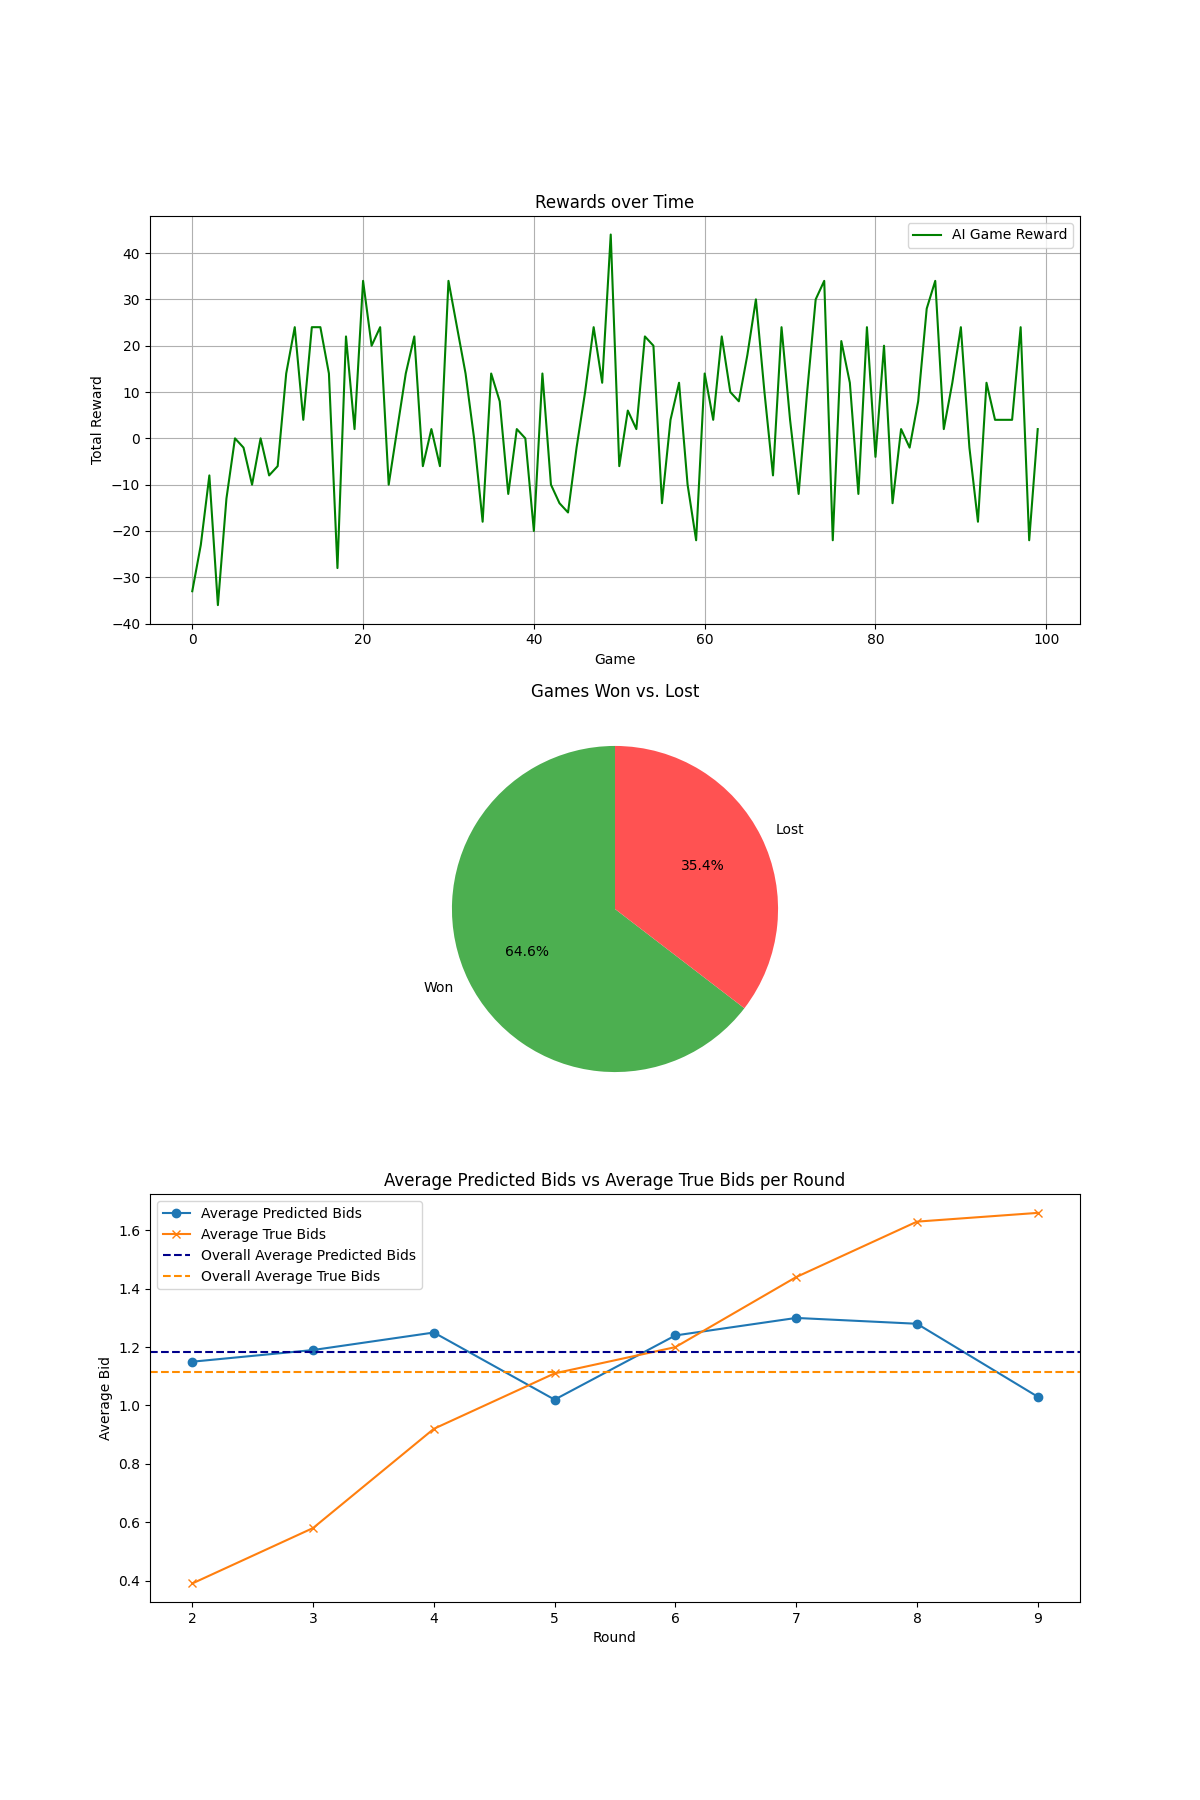 Rewards over Time
AI Game Reward
Total Reward
40
30
20
10
0
−10
−20
−30
−40
0 20 40 60 80 100
Game
Games Won vs. Lost
Lost
35.4%
64.6%
Won
Average Predicted Bids vs Average True Bids per Round
Average Predicted Bids
Average True Bids
Overall Average Predicted Bids
Overall Average True Bids
Average Bid
1.6
1.4
1.2
1.0
0.8
0.6
0.4
2 3 4 5 6 7 8 9
Round